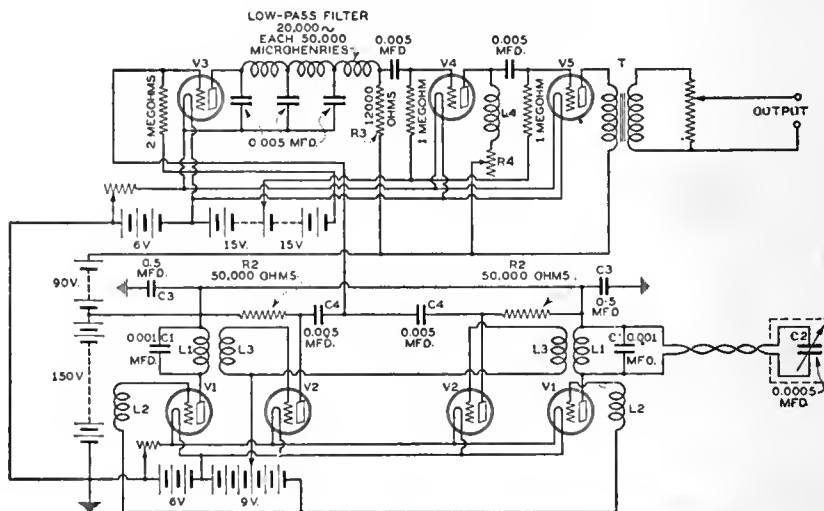 LOW-PASS FILTER
20,000~
EACH 50,000
MICROHENRIES
V3
0.005
MFD.
V4
0.005
MFD.
V5
T
2 MEGOHMS
0.005 MFD.
R3
12000
OHMS
1 MEGOHM
L4
R4
1 MEGOHM
OUTPUT
6V
15V.
15V
90V.
0.5
MFD.
C3
R2
50,000 OHMS
C4
0.005
MFD.
C4
0.005
MFD.
R2
50,000 OHMS
C3
0.5
MFD
0.001
C1
MFD.
L1
L3
L3
L1
C'
0.001
MFD.
C2
0.0005
MFD
150V
L2
V1
V2
V2
V1
L2
6V
9V.